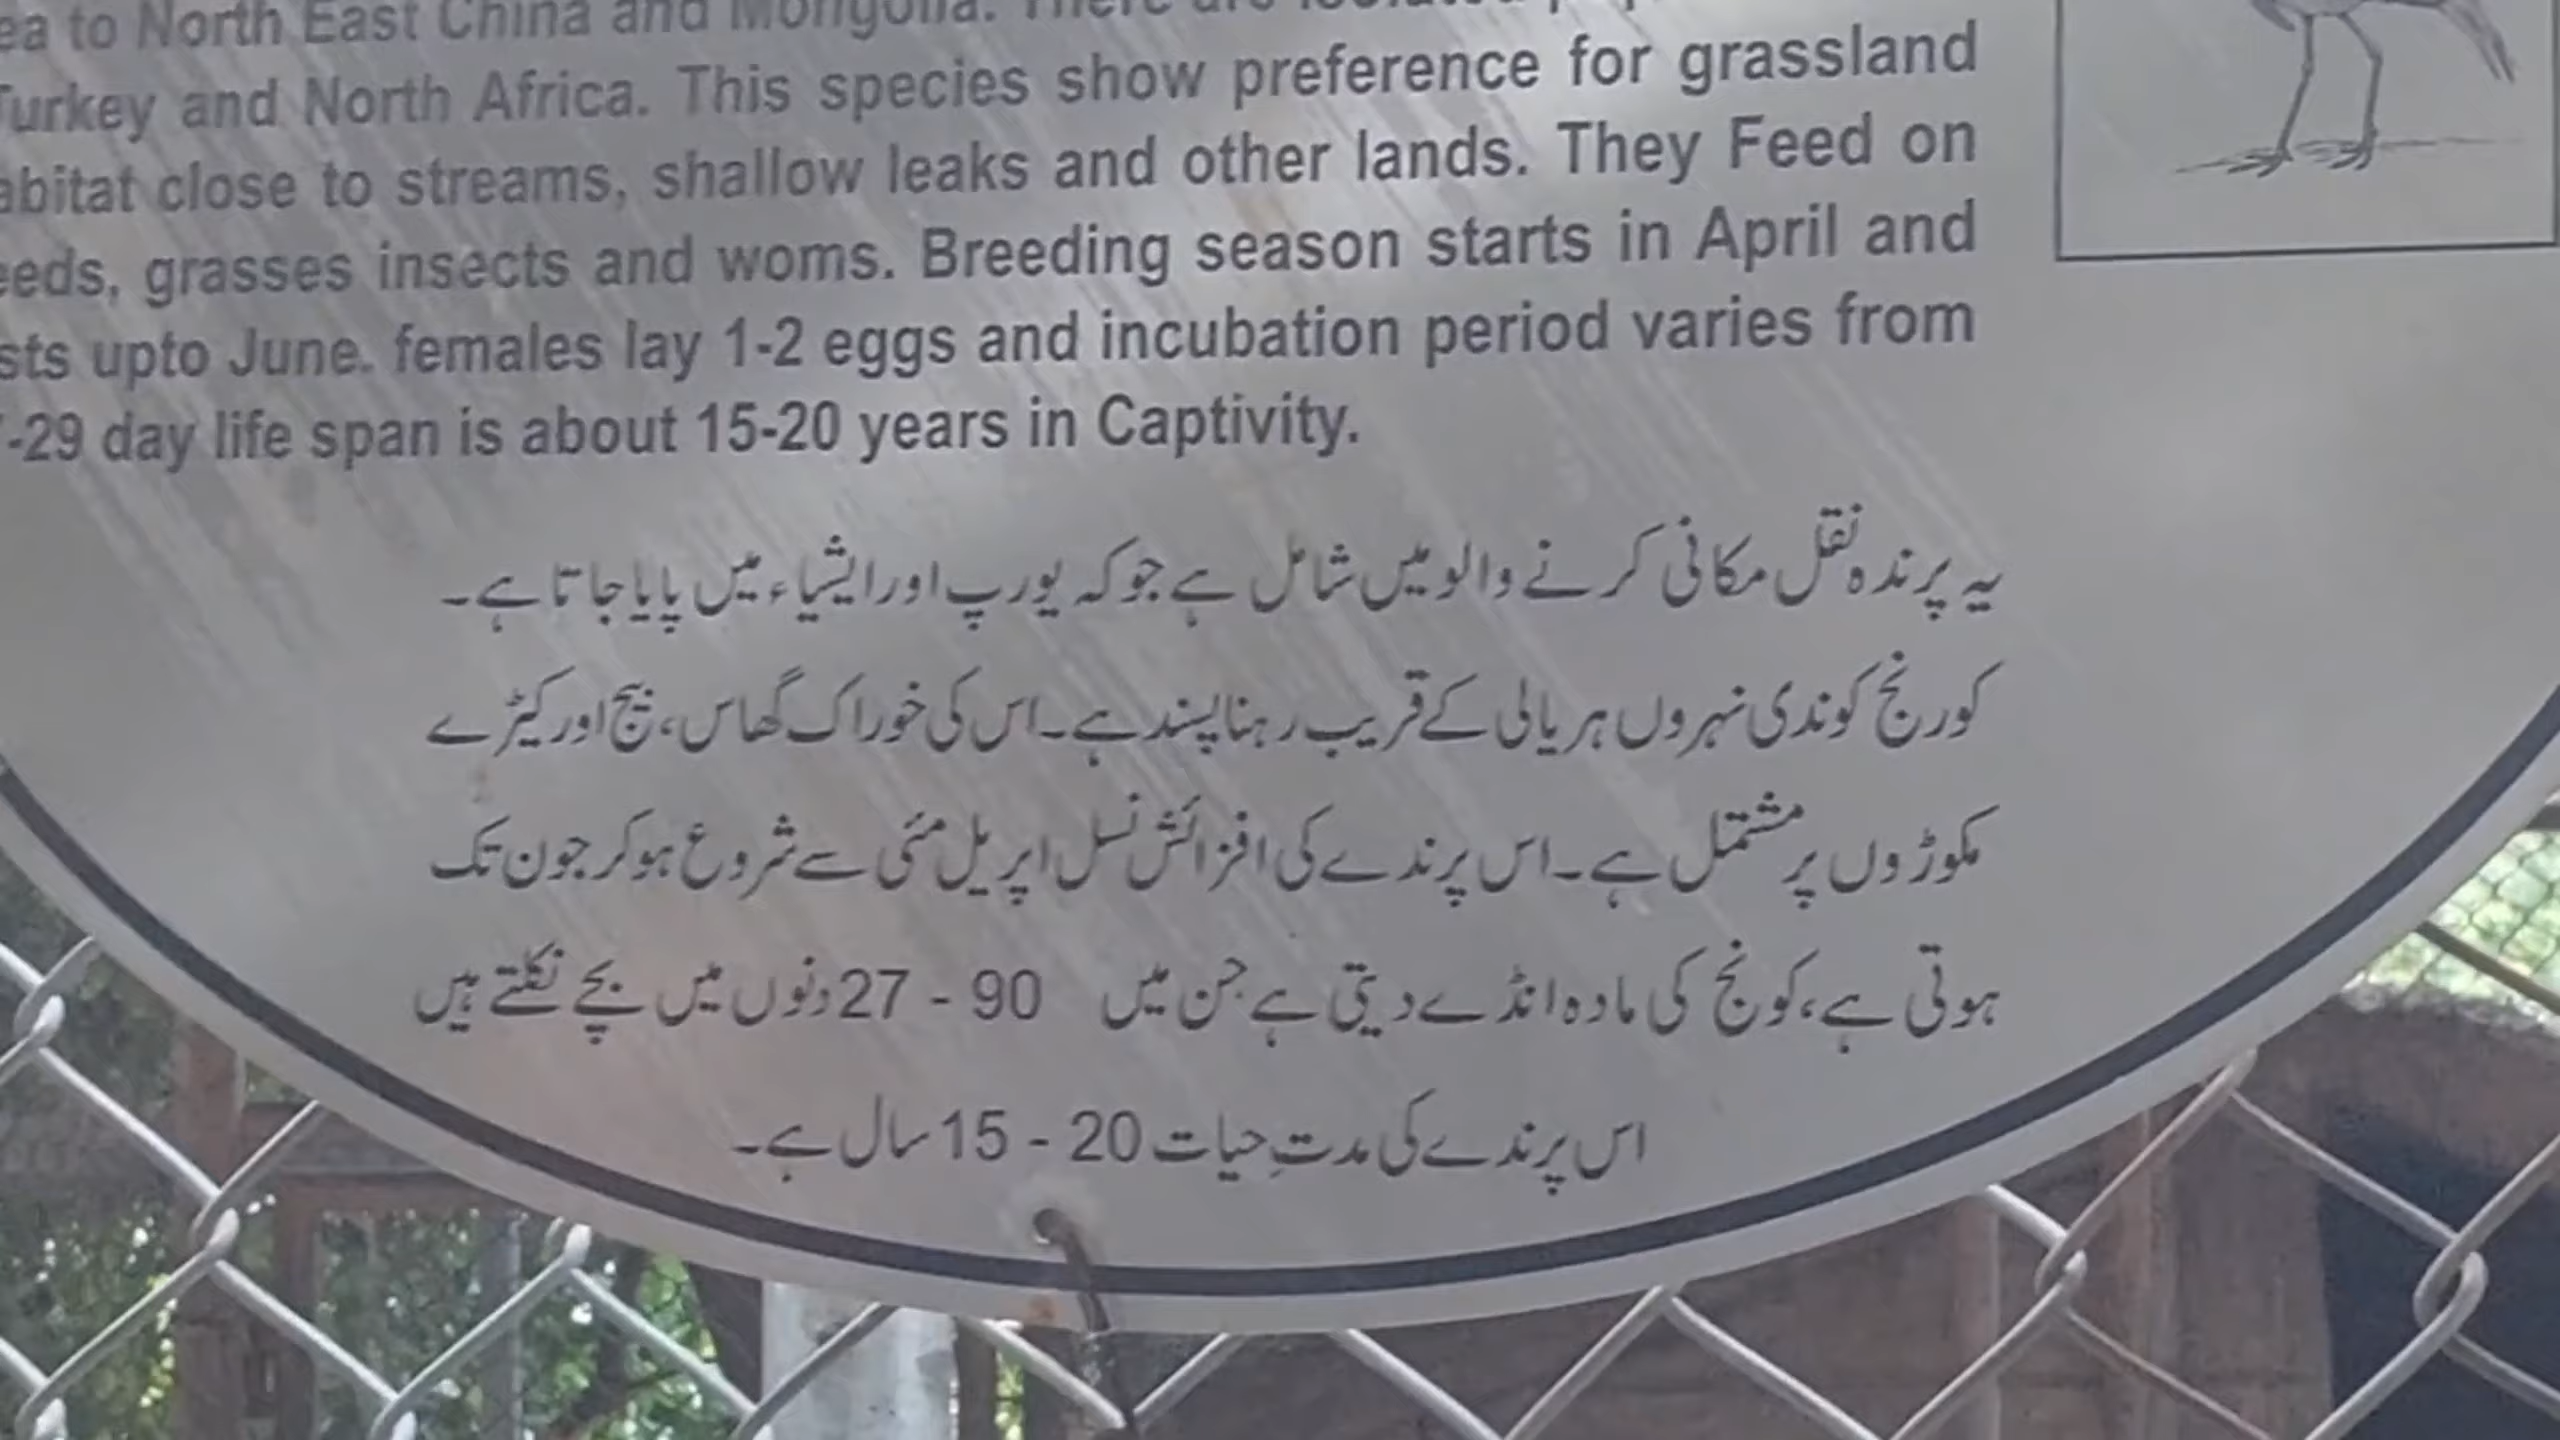 to North East China and Mongolia. There are
Turkey and North Africa. This species show preference for grassland
abitat close to streams, shallow leaks and other lands. They Feed on
eeds, grasses insects and woms. Breeding season starts in April and
sts upto June. females lay 1-2 eggs and incubation period varies from
-29 day life span is about 15-20 years in Captivity.
یہ پرندہ نقل مکانی کرنے والو میں شامل ہے جو کہ یورپ اور ایشیاء میں پایا جاتا ہے۔
کورنج کو ندی نہروں ہریالی کے قریب رہنا پسند ہے۔ اس کی خوراک گھاس، بیج اور کیڑے
مکوڑوں پر مشتمل ہے۔ اس پرندے کی افزائش نسل اپریل مئی سے شروع ہو کر جون تک
ہوتی ہے، کونج کی مادہ انڈے دیتی ہے جن میں 90 - 27 دنوں میں بچے نکلتے ہیں
اس پرندے کی مدتِ حیات 20 - 15 سال ہے۔